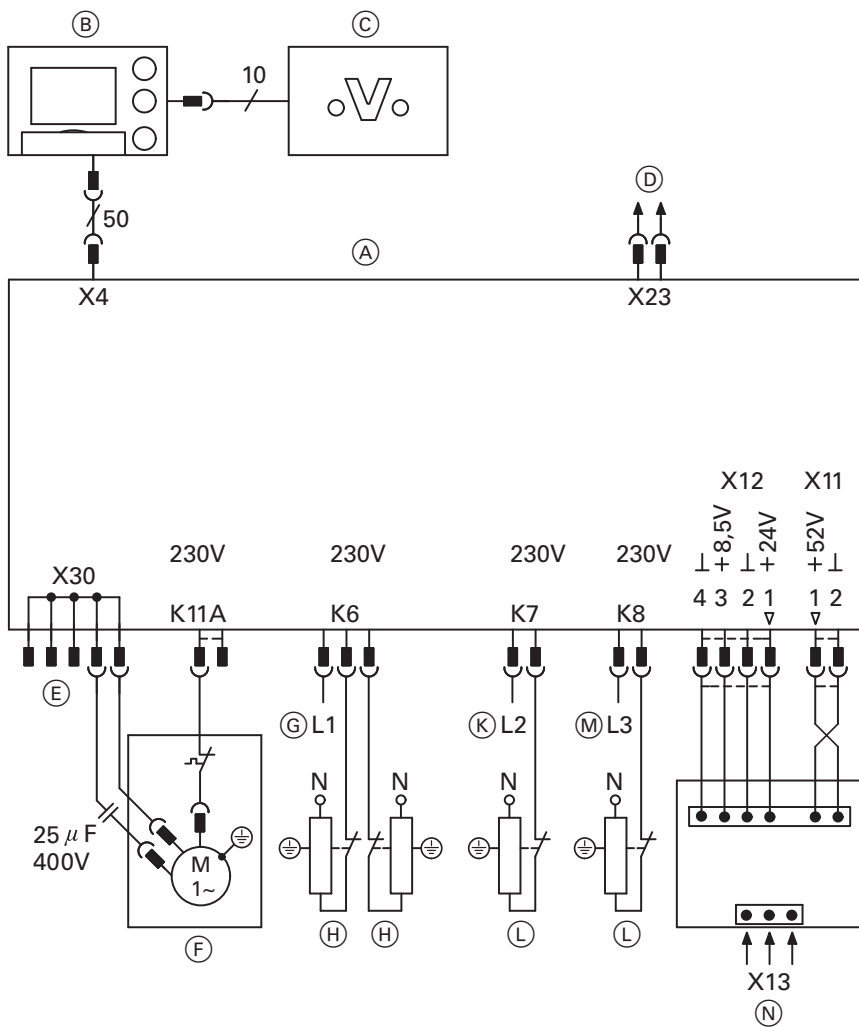 B
C
10
V
50
D
A
X4
X23
X12
X11
+8,5V
+24V
+52V
230V
230V
230V
230V
X30
4 3 2 1
1 2
K11A
K6
K7
K8
E
G L1
K L2
M L3
N
N
N
N
25 μF
400V
M
1~
F
H
H
L
L
X13
N